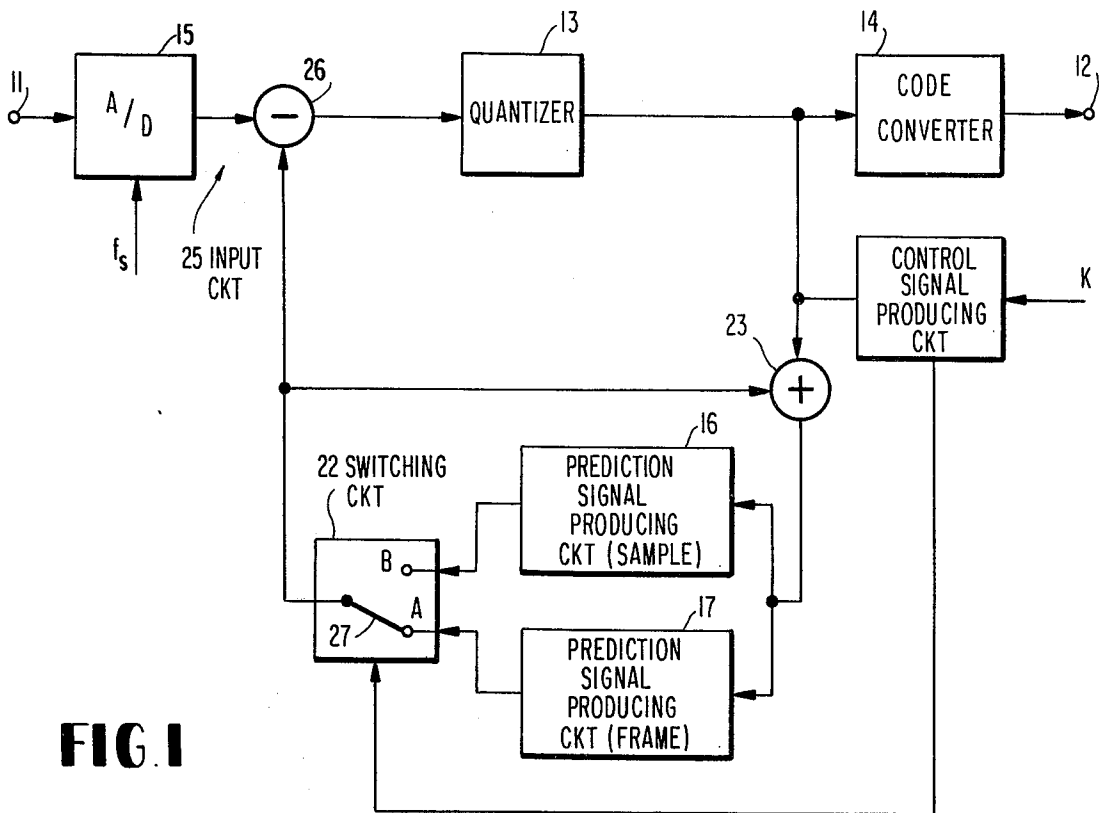 15
13
14
11
26
12
A/D
QUANTIZER
CODE
CONVERTER
fs
25 INPUT
CKT
CONTROL
SIGNAL
PRODUCING
CKT
K
23
16
22 SWITCHING
CKT
PREDICTION
SIGNAL
PRODUCING
CKT (SAMPLE)
B
A
27
17
PREDICTION
SIGNAL
PRODUCING
CKT (FRAME)
FIG.1